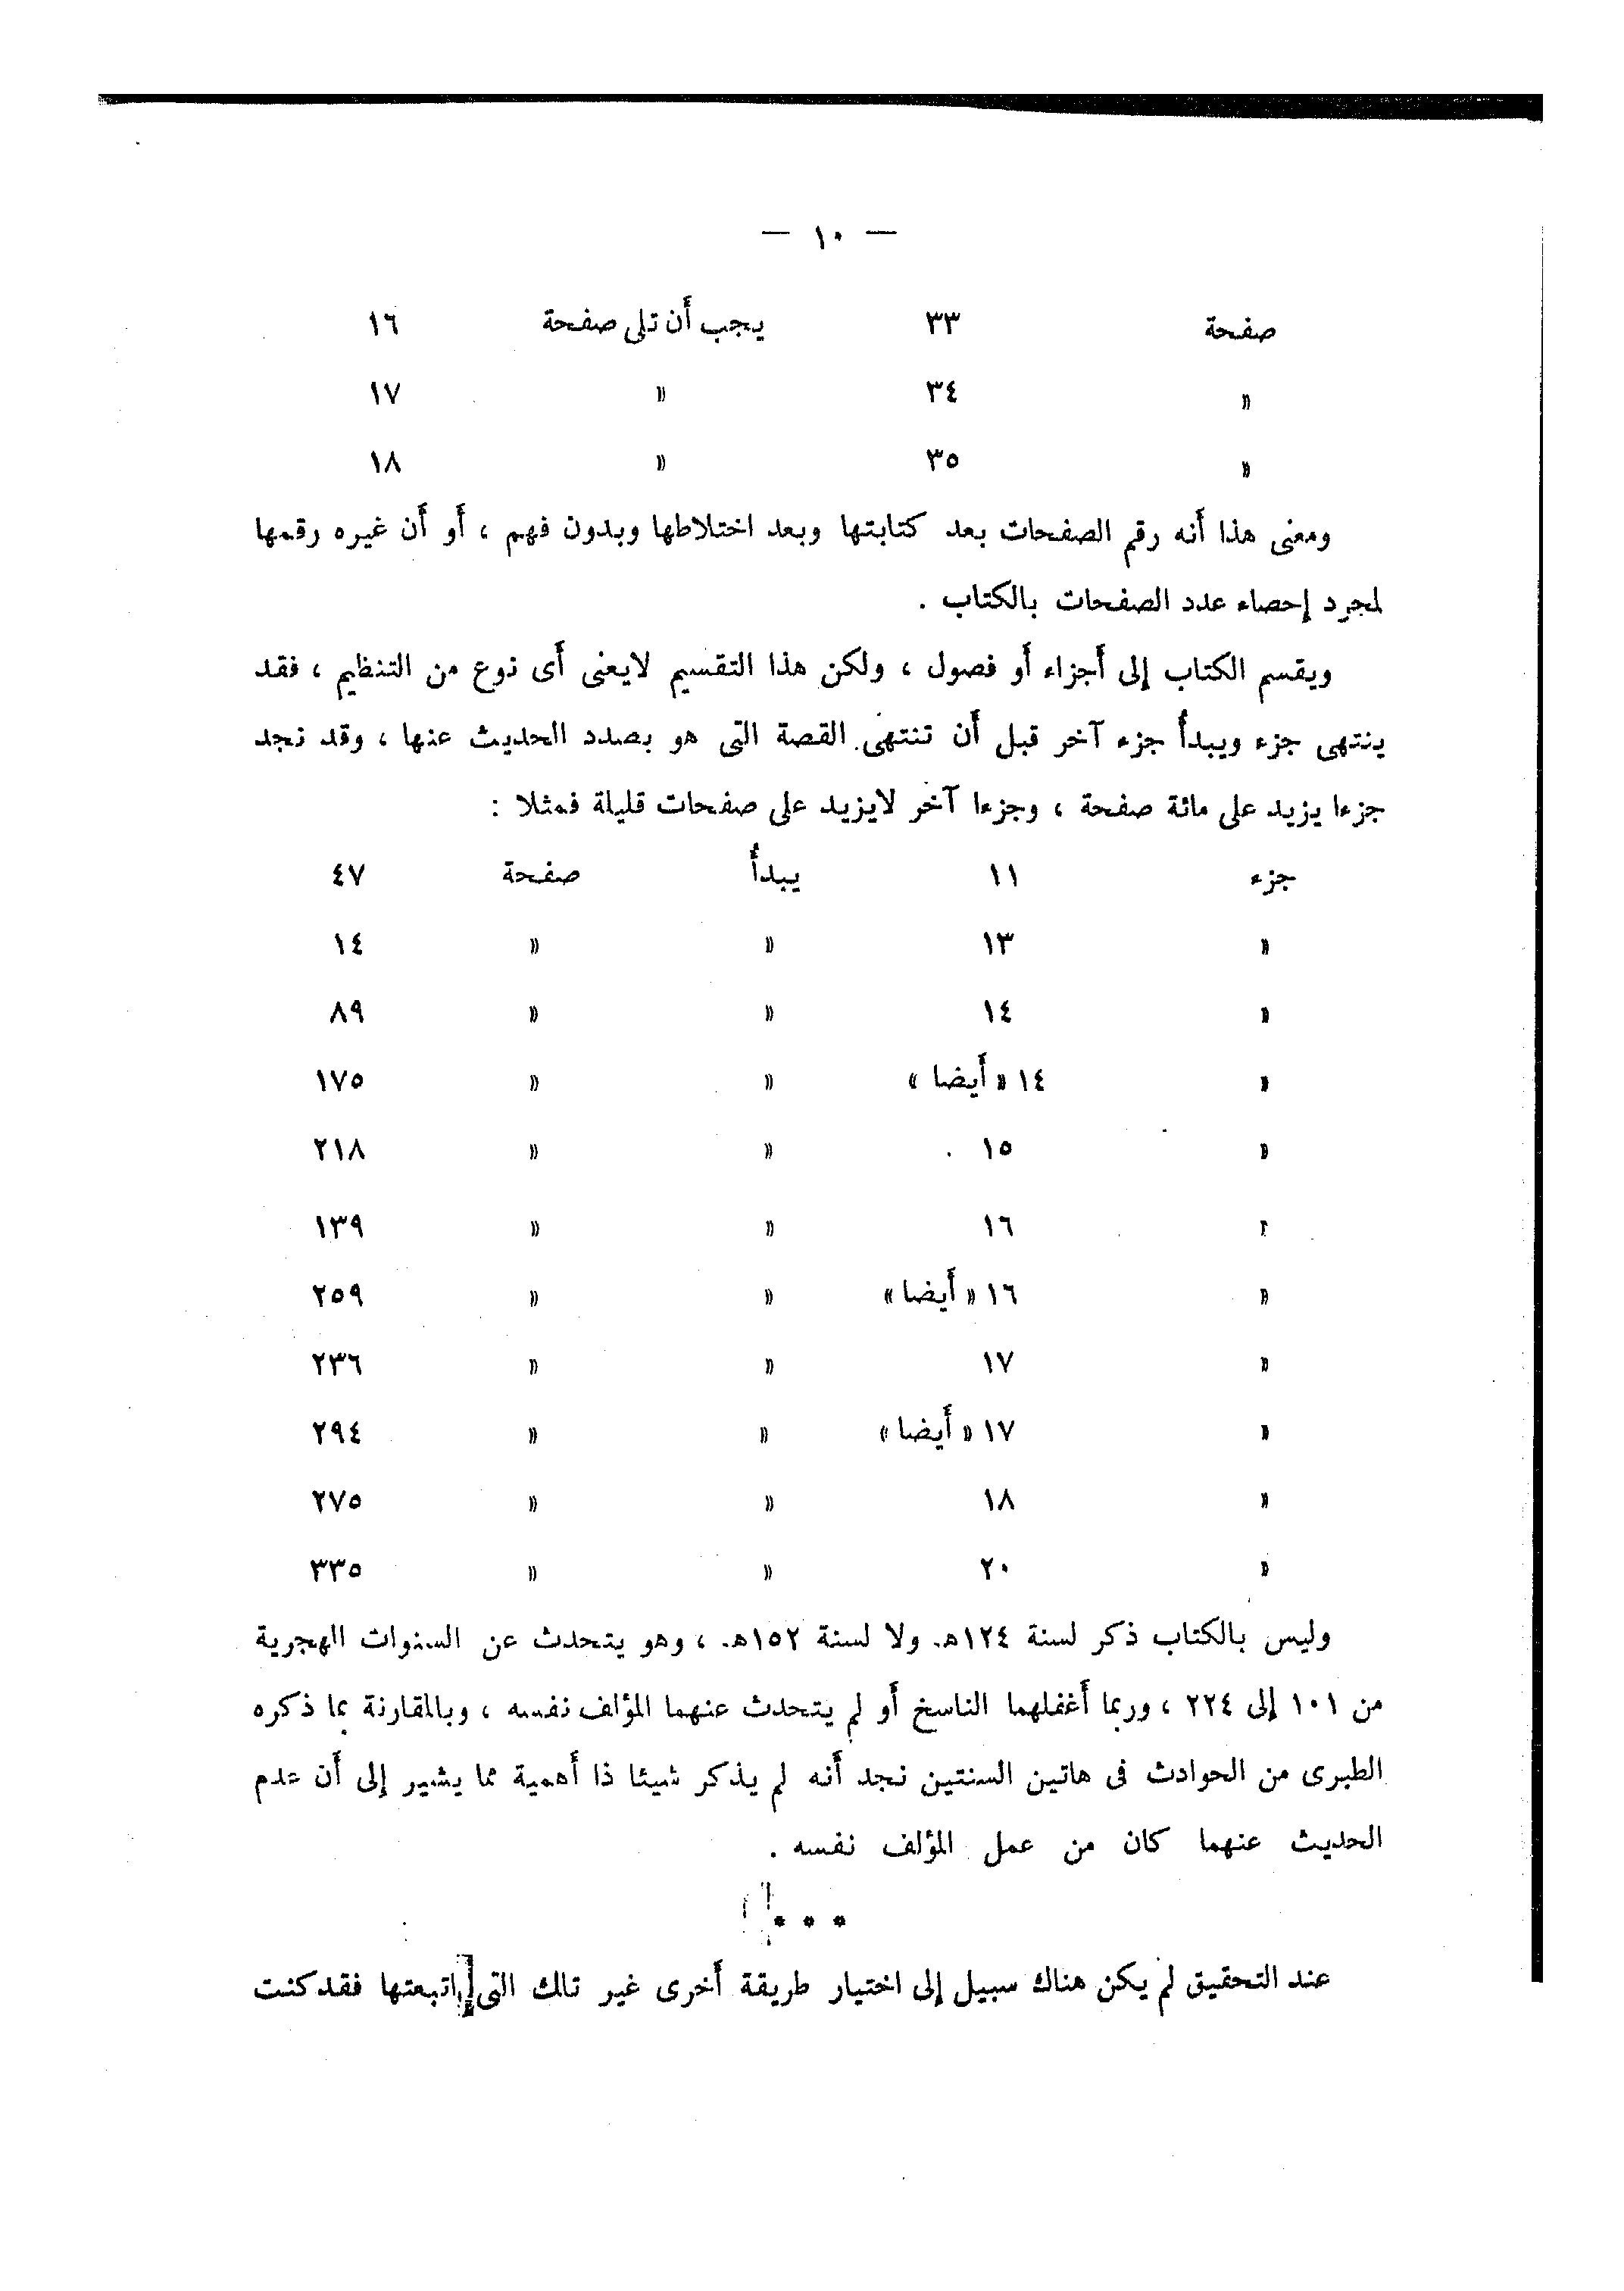 — ١٠ —
صفحة ٣٣ يجب أن تلى صفحة ١٦
« ٣٤ « ١٧
« ٣٥ « ١٨
ومعنى هذا أنه رقم الصفحات بعد كتابتها وبعد اختلاطها وبدون فهم ، أو أن غيره رقمها
لمجرد إحصاء عدد الصفحات بالكتاب .
ويقسم الكتاب إلى أجزاء أو فصول ، ولكن هذا التقسيم لايعنى أى نوع من التنظيم ، فقد
ينتهى جزء ويبدأ جزء آخر قبل أن تنتهى القصة التى هو بصدد الحديث عنها ، وقد نجد
جزءا يزيد على مائة صفحة ، وجزءا آخر لايزيد على صفحات قليلة فمثلا :
جزء ١١ يبدأ صفحة ٤٧
« ١٣ « « ١٤
« ١٤ « « ٨٩
« ١٤ « أيضا » « « ١٧٥
« ١٥ « « ٢١٨
« ١٦ « « ١٣٩
« ١٦ « أيضا » « « ٢٥٩
« ١٧ « « ٢٣٦
« ١٧ « أيضا » « « ٢٩٤
« ١٨ « « ٢٧٥
« ٢٠ « « ٣٣٥
وليس بالكتاب ذكر لسنة ١٢٤هـ. ولا لسنة ١٥٢هـ. ، وهو يتحدث عن السنوات الهجرية
من ١٠١ إلى ٢٢٤ ، وربما أغفلهما الناسخ أو لم يتحدث عنهما المؤلف نفسه ، وبالمقارنة بما ذكره
الطبرى من الحوادث فى هاتين السنتين نجد أنه لم يذكر شيئا ذا أهمية مما يشير إلى أن عدم
الحديث عنهما كان من عمل المؤلف نفسه .
* * *
عند التحقيق لم يكن هناك سبيل إلى اختيار طريقة أخرى غير تلك التى اتبعتها فقد كنت